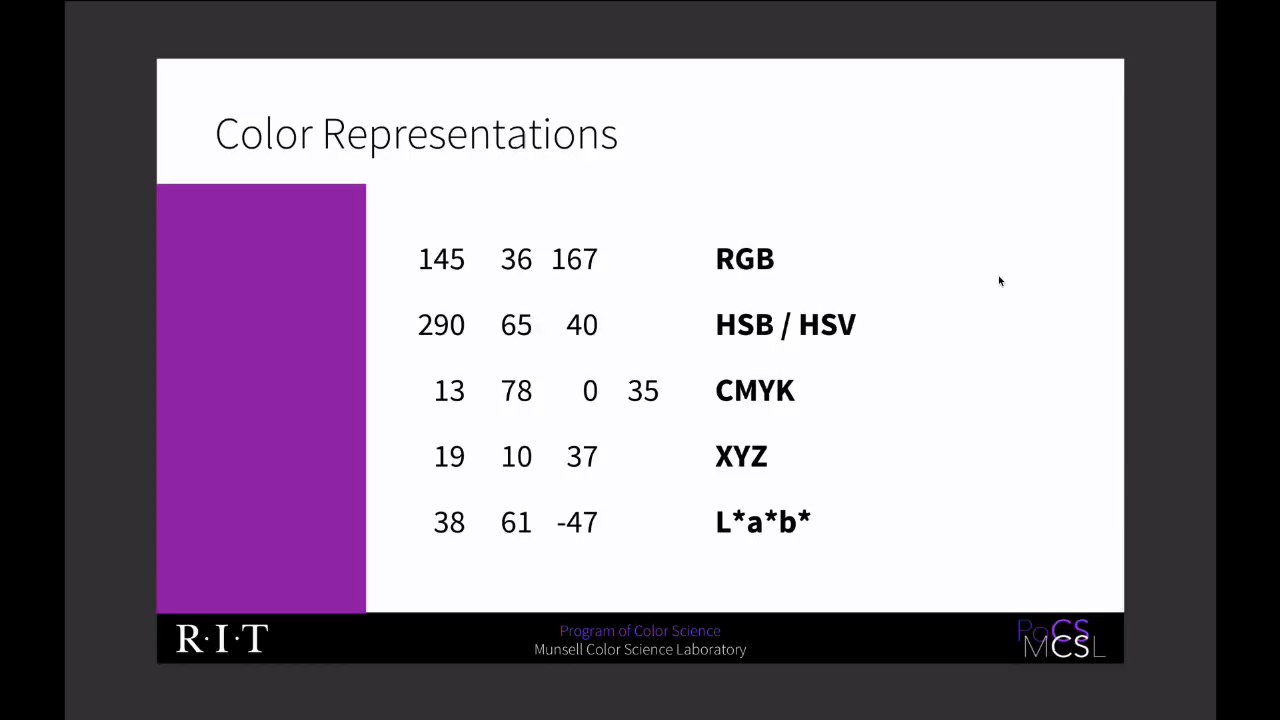 Color Representations
145 36 167 RGB
290 65 40 HSB / HSV
13 78 0 35 CMYK
19 10 37 XYZ
38 61 -47 L*a*b*
R·I·T
Program of Color Science
Munsell Color Science Laboratory
PoCS
MCSL